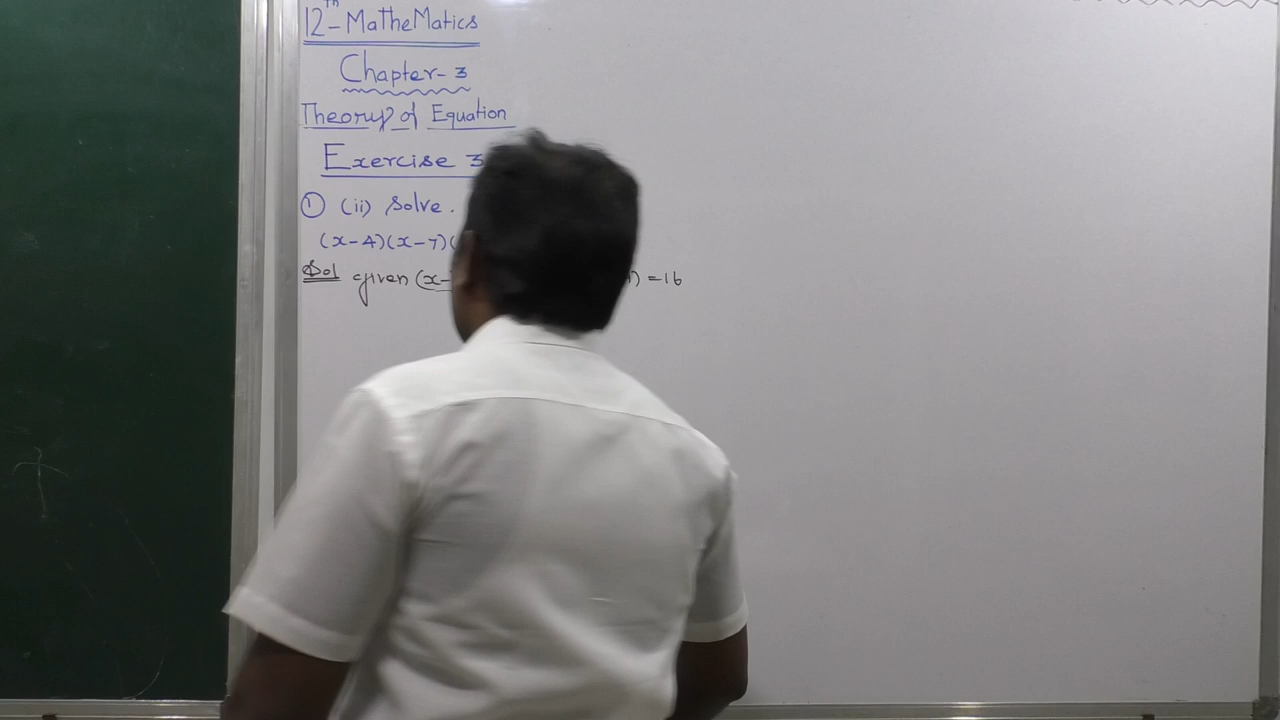 12th - MatheMatics
Chapter - 3
Theory of Equation
Exercise 3
① (ii) Solve.
(x-4)(x-7)(
Sol given (x- ) = 16